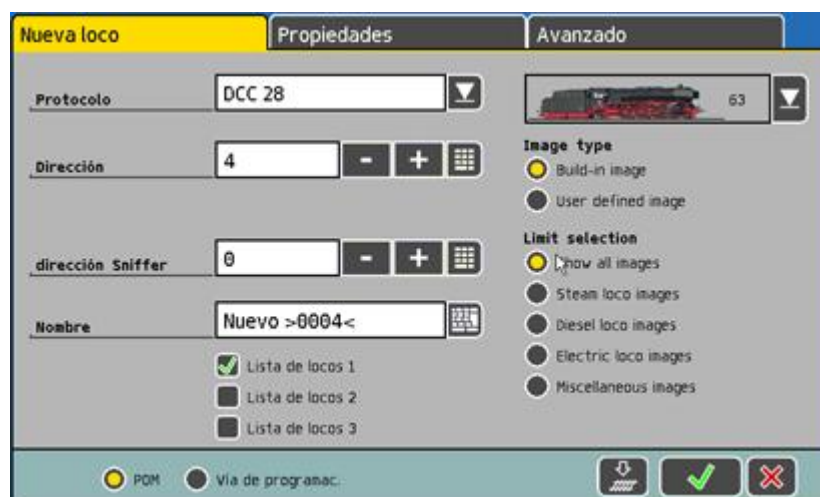 Nueva loco
Propiedades
Avanzado
Protocolo
DCC 28
63
Dirección
4
- +
Image type
Build-in image
User defined image
dirección Sniffer
0
- +
Limit selection
Show all images
Steam loco images
Diesel loco images
Electric loco images
Miscellaneous images
Nombre
Nuevo >0004<
Lista de locos 1
Lista de locos 2
Lista de locos 3
POM
Vía de programac.